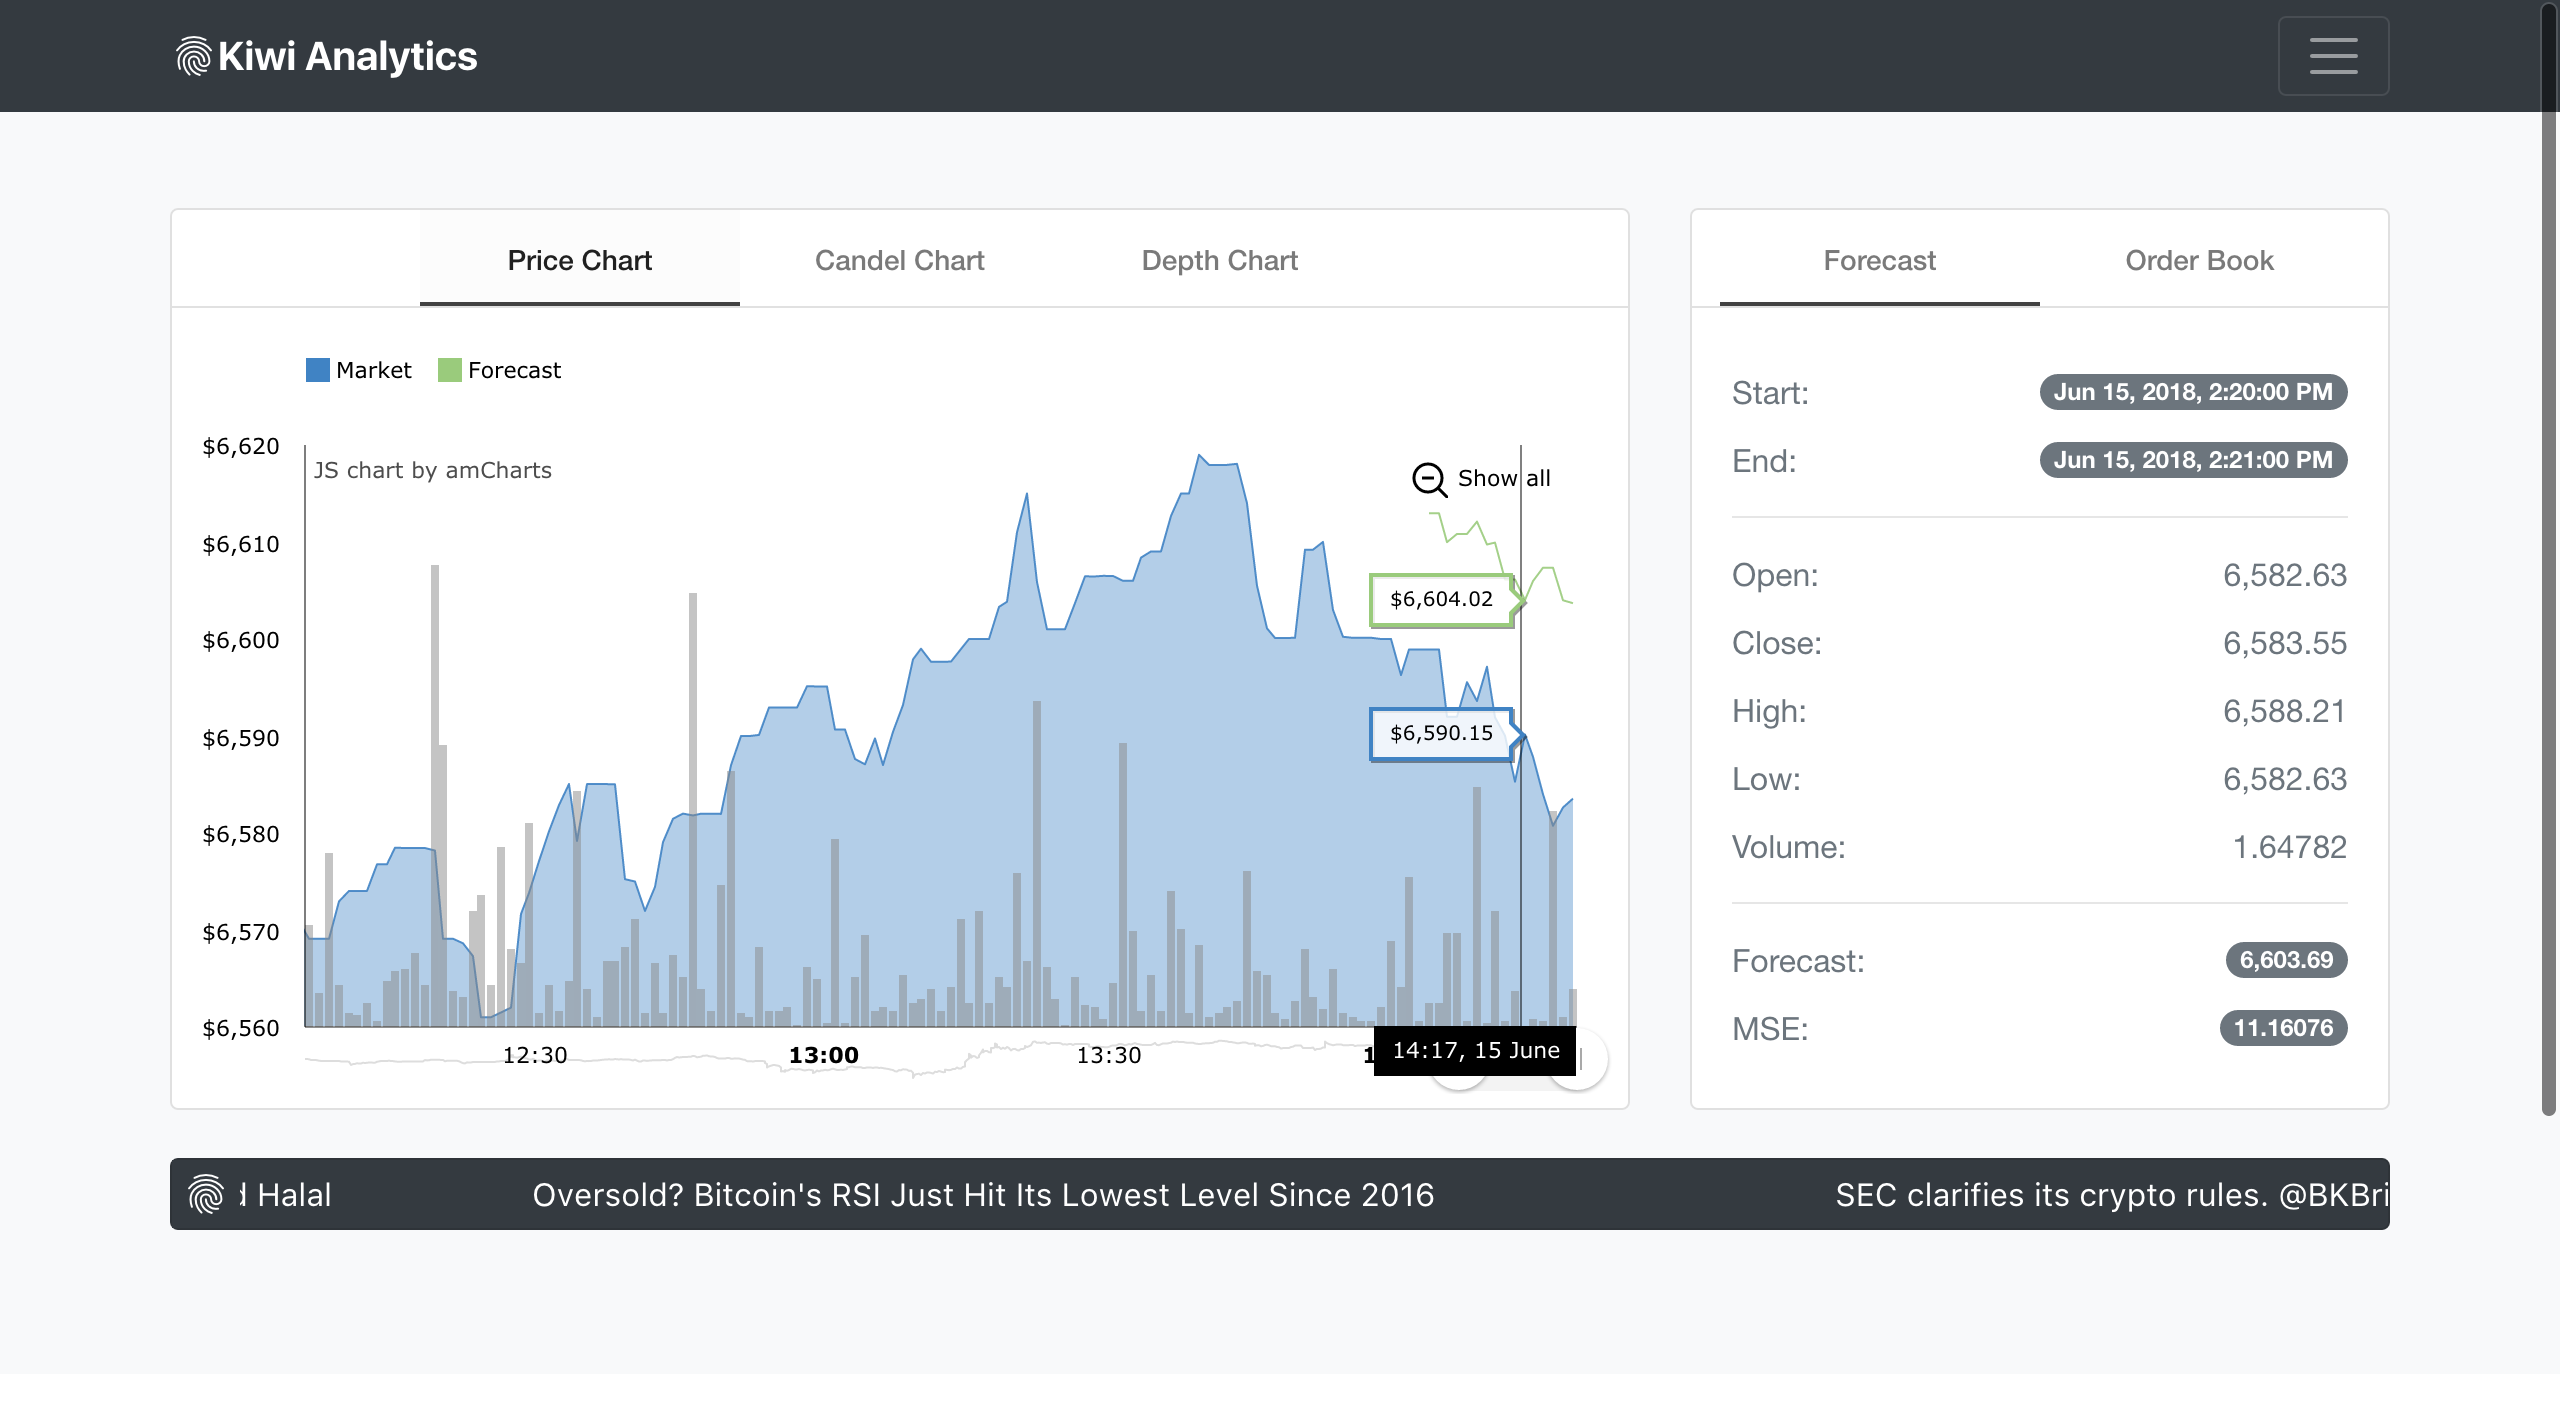 Kiwi Analytics
Price Chart
Candel Chart
Depth Chart
Market
Forecast
$6,620
$6,610
$6,600
$6,590
$6,580
$6,570
$6,560
JS chart by amCharts
Show all
$6,604.02
$6,590.15
12:30
13:00
13:30
14:17, 15 June
Forecast
Order Book
Start: Jun 15, 2018, 2:20:00 PM
End: Jun 15, 2018, 2:21:00 PM
Open: 6,582.63
Close: 6,583.55
High: 6,588.21
Low: 6,582.63
Volume: 1.64782
Forecast: 6,603.69
MSE: 11.16076
Halal Oversold? Bitcoin's RSI Just Hit Its Lowest Level Since 2016 SEC clarifies its crypto rules. @BKBri